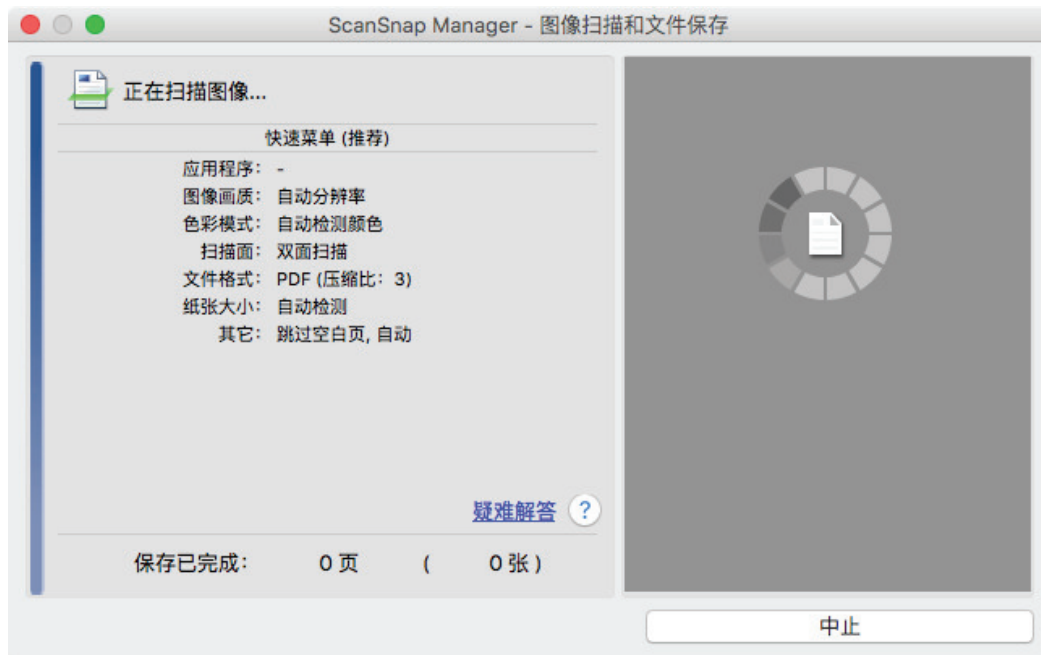 ScanSnap Manager - 图像扫描和文件保存
正在扫描图像...
快速菜单 (推荐)
应用程序: -
图像画质: 自动分辨率
色彩模式: 自动检测颜色
扫描面: 双面扫描
文件格式: PDF (压缩比: 3)
纸张大小: 自动检测
其它: 跳过空白页, 自动
疑难解答 ?
保存已完成: 0 页 ( 0 张 )
中止